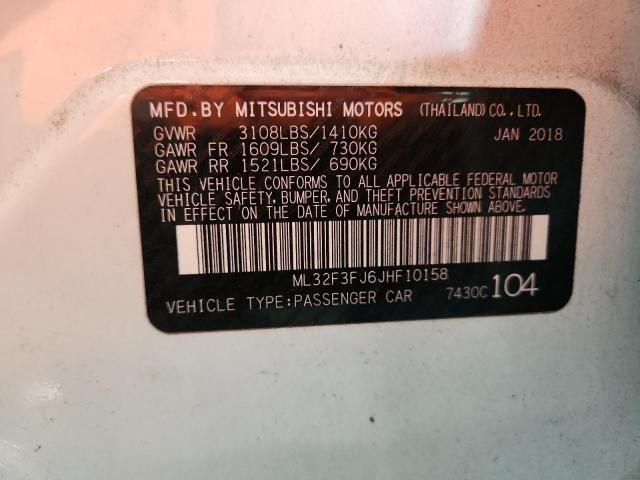 MFD. BY MITSUBISHI MOTORS (THAILAND) CO., LTD.
GVWR 3108LBS/1410KG JAN 2018
GAWR FR 1609LBS/ 730KG
GAWR RR 1521LBS/ 690KG
THIS VEHICLE CONFORMS TO ALL APPLICABLE FEDERAL MOTOR
VEHICLE SAFETY, BUMPER, AND THEFT PREVENTION STANDARDS
IN EFFECT ON THE DATE OF MANUFACTURE SHOWN ABOVE.
ML32F3FJ6JHF10158
VEHICLE TYPE:PASSENGER CAR 7430C 104